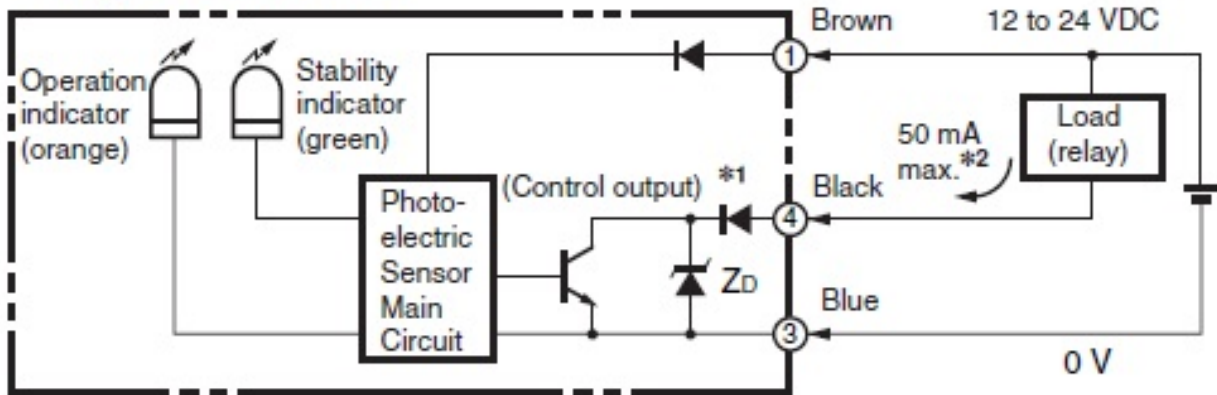 Brown
12 to 24 VDC
1
Operation
indicator
(orange)
Stability
indicator
(green)
Load
(relay)
50 mA
max.*2
(Control output)
*1
Black
4
Photo-
electric
Sensor
Main
Circuit
ZD
Blue
3
0 V